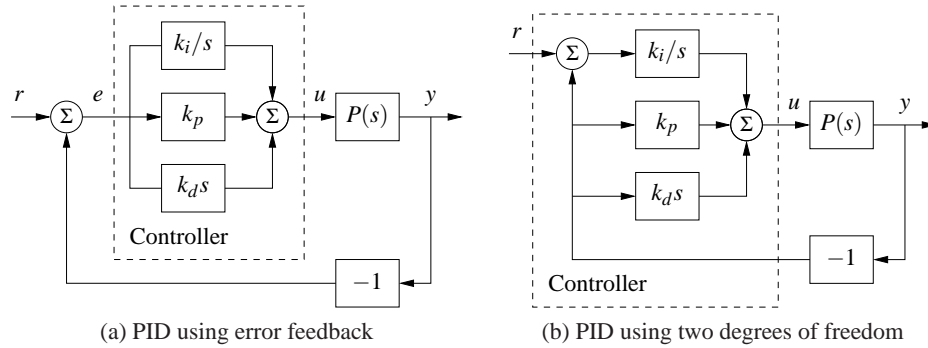 k_i/s
r
Σ
e
k_p
Σ
u
P(s)
y
k_d s
Controller
−1
(a) PID using error feedback
r
Σ
k_i/s
k_p
Σ
u
P(s)
y
k_d s
Controller
−1
(b) PID using two degrees of freedom